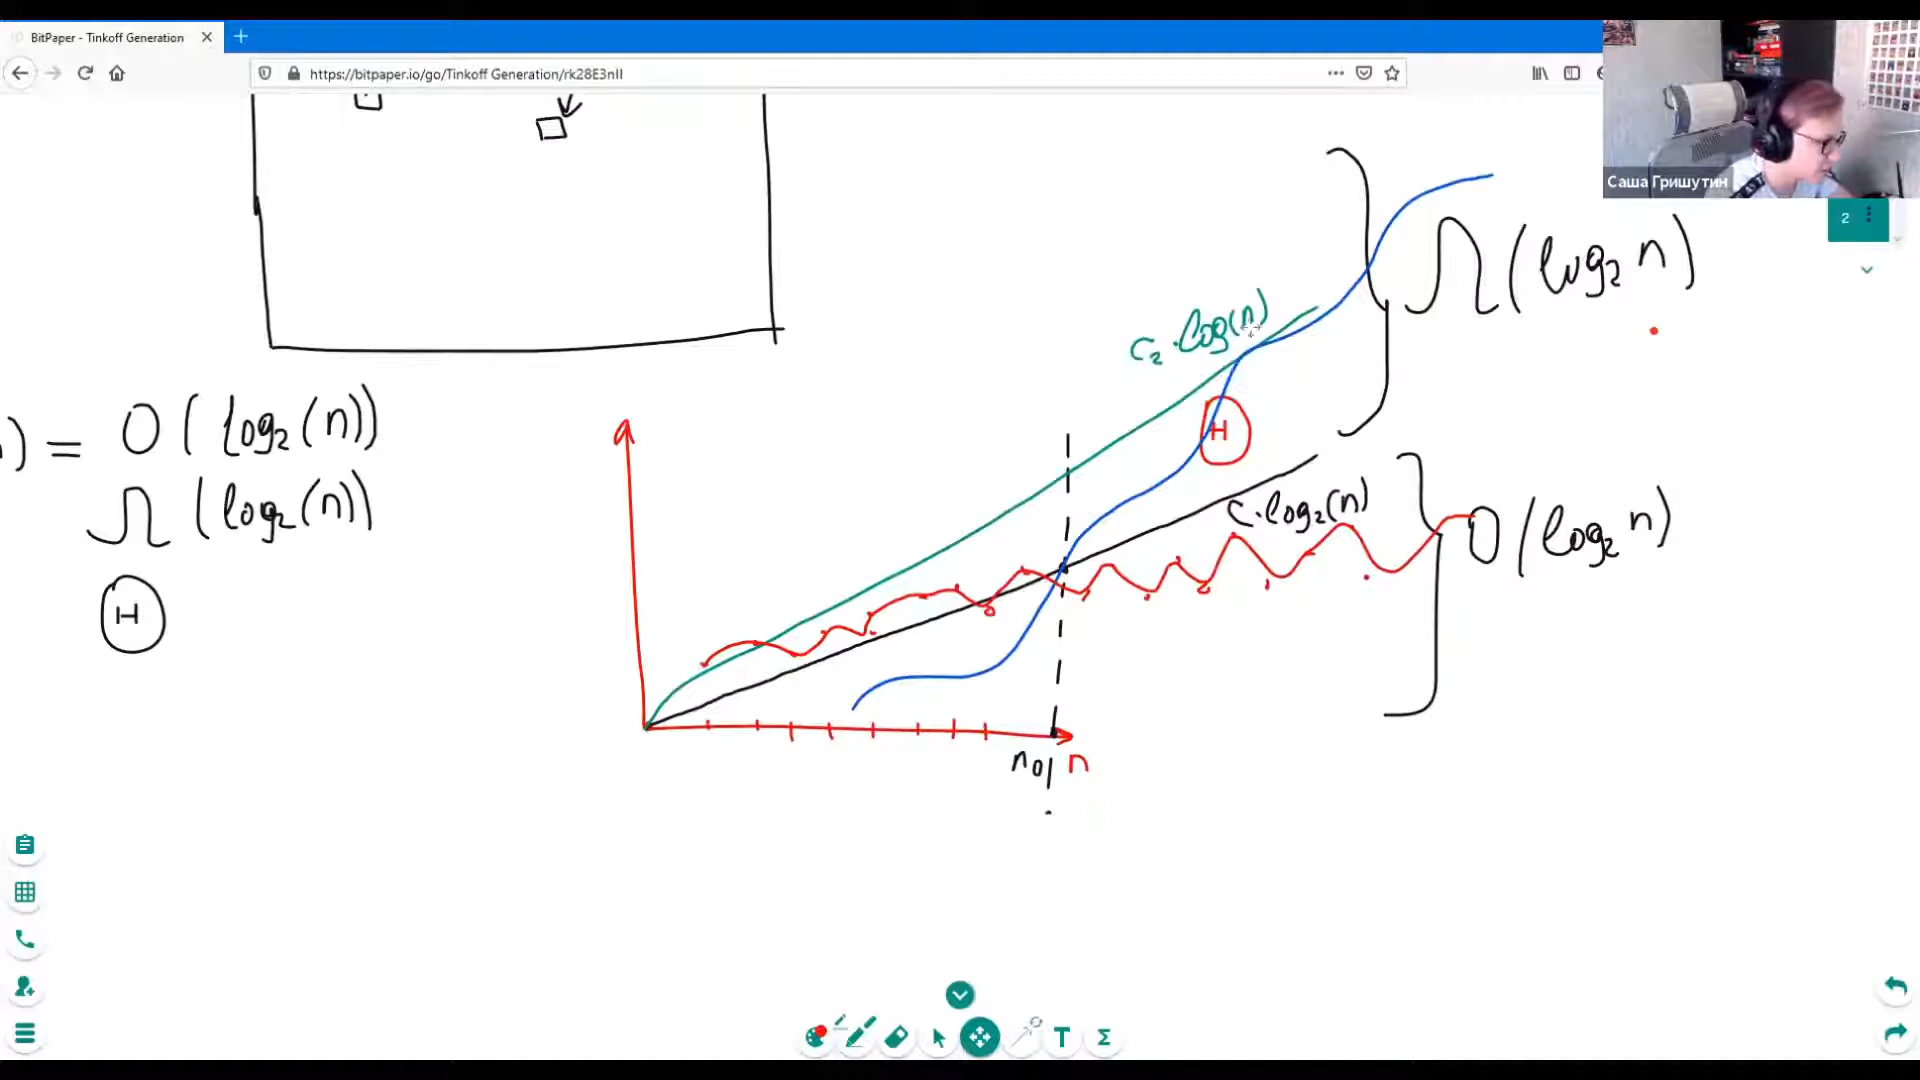 BitPaper - Tinkoff Generation
https://bitpaper.io/go/Tinkoff Generation/rk28E3nII
Саша Гришутин
2
Ω(log₂ n)
c₂·log(n)
Θ
) = O(log₂(n))
Ω(log₂(n))
Θ
c·log₂(n)
O(log₂ n)
n₀ n
T Σ